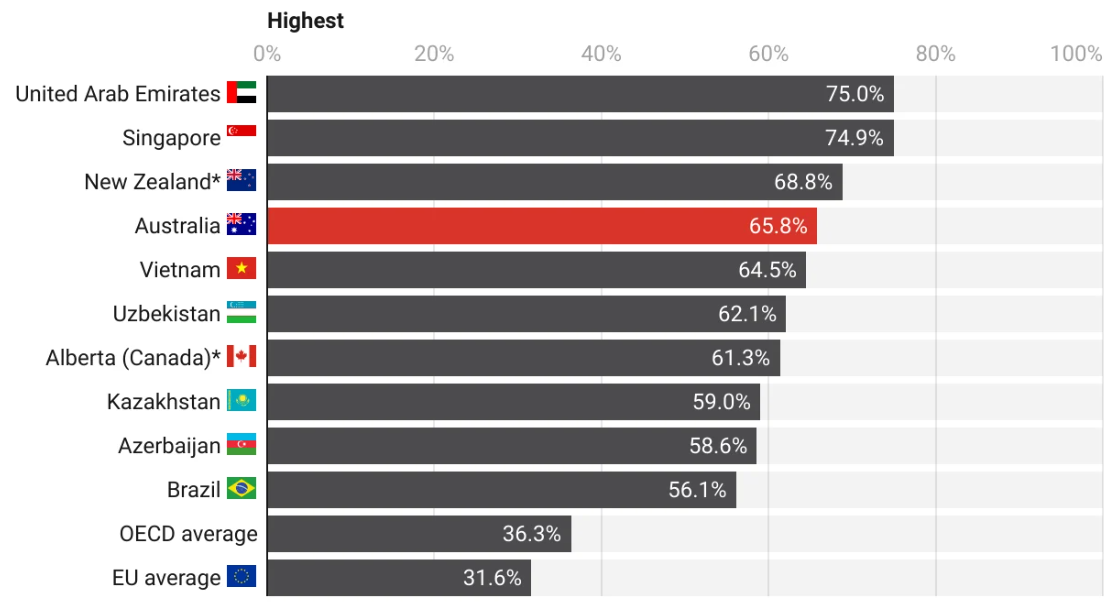 Highest
0% 20% 40% 60% 80% 100%
United Arab Emirates 75.0%
Singapore 74.9%
New Zealand* 68.8%
Australia 65.8%
Vietnam 64.5%
Uzbekistan 62.1%
Alberta (Canada)* 61.3%
Kazakhstan 59.0%
Azerbaijan 58.6%
Brazil 56.1%
OECD average 36.3%
EU average 31.6%